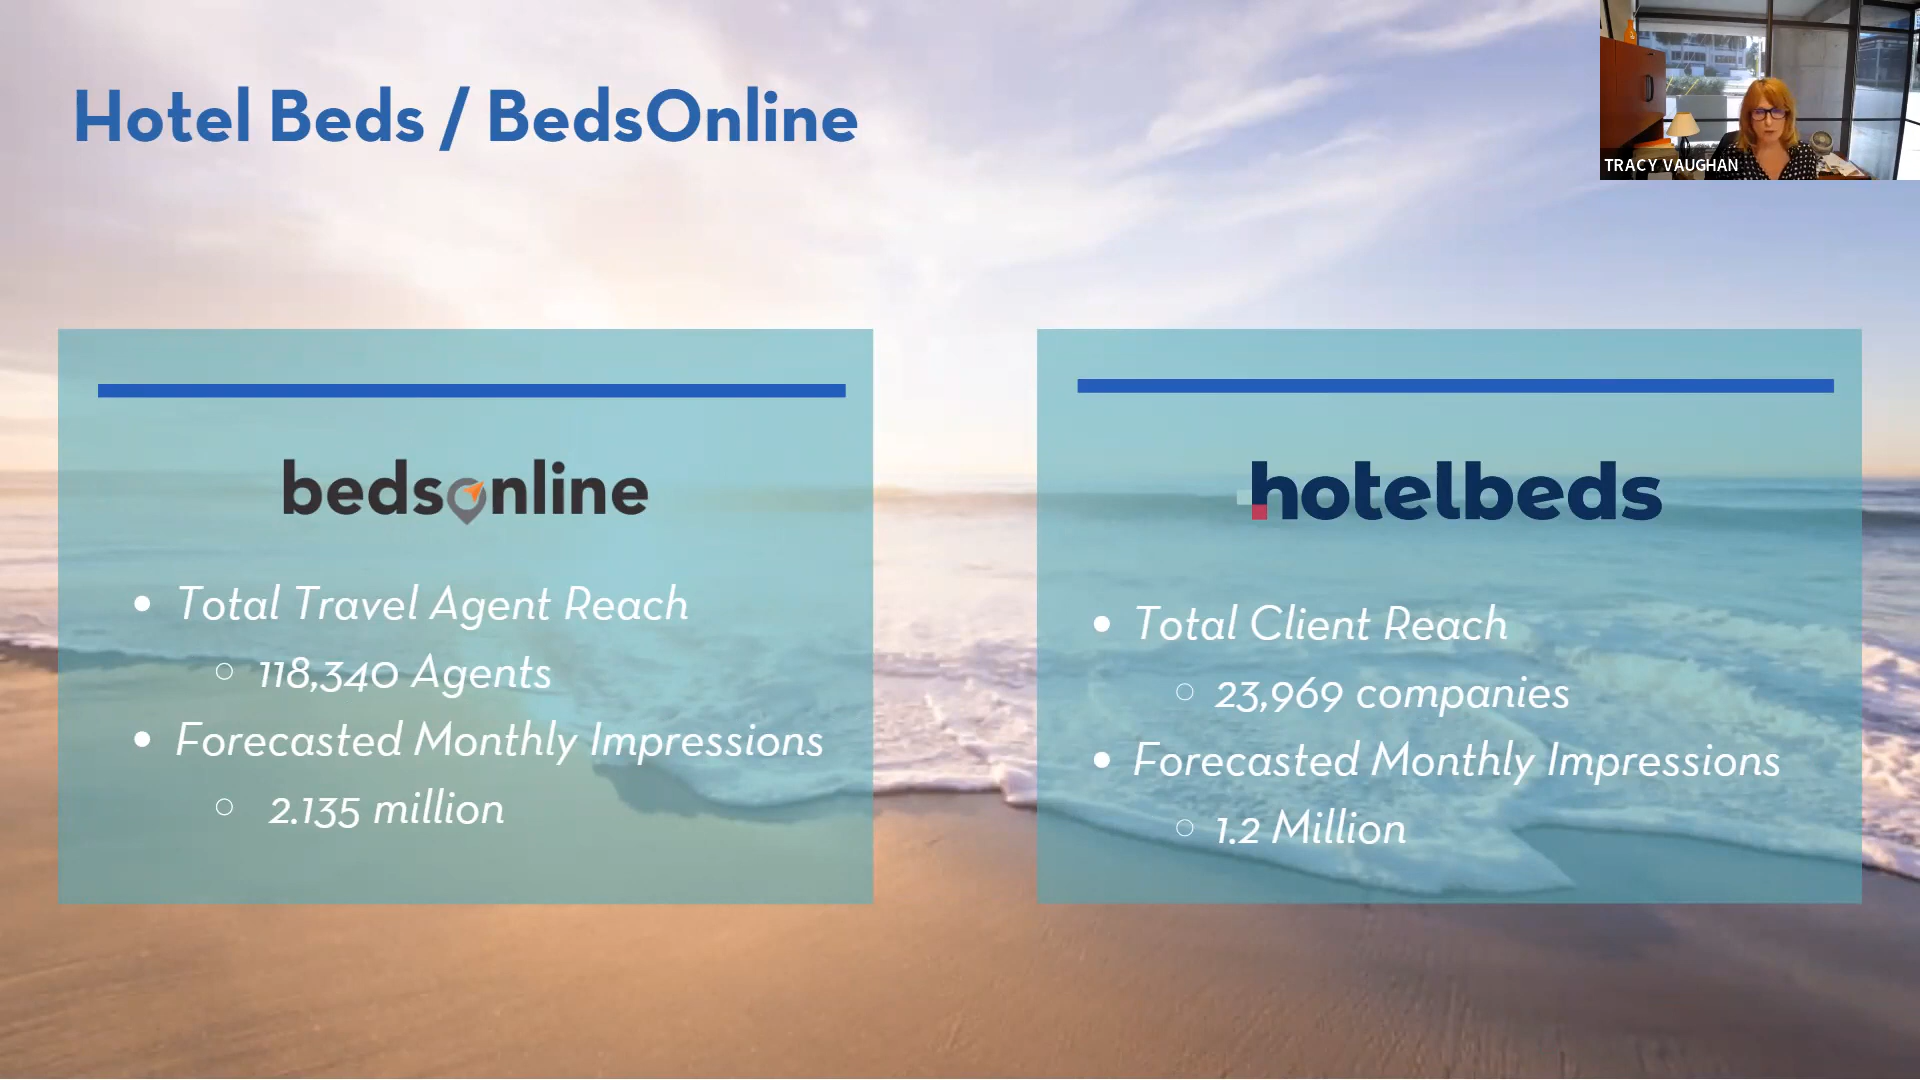 Hotel Beds / BedsOnline
TRACY VAUGHAN
bedsonline
Total Travel Agent Reach
118,340 Agents
Forecasted Monthly Impressions
2.135 million
hotelbeds
Total Client Reach
23,969 companies
Forecasted Monthly Impressions
1.2 Million